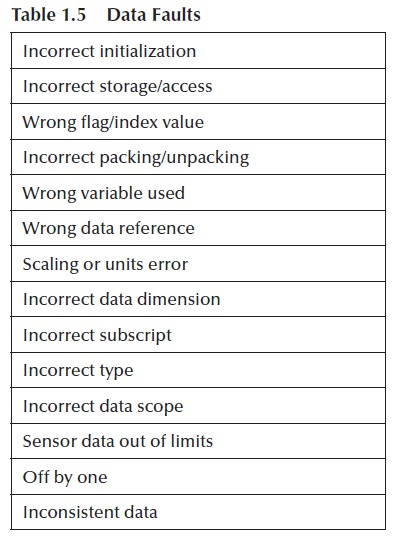 Table 1.5 Data Faults
Incorrect initialization
Incorrect storage/access
Wrong flag/index value
Incorrect packing/unpacking
Wrong variable used
Wrong data reference
Scaling or units error
Incorrect data dimension
Incorrect subscript
Incorrect type
Incorrect data scope
Sensor data out of limits
Off by one
Inconsistent data